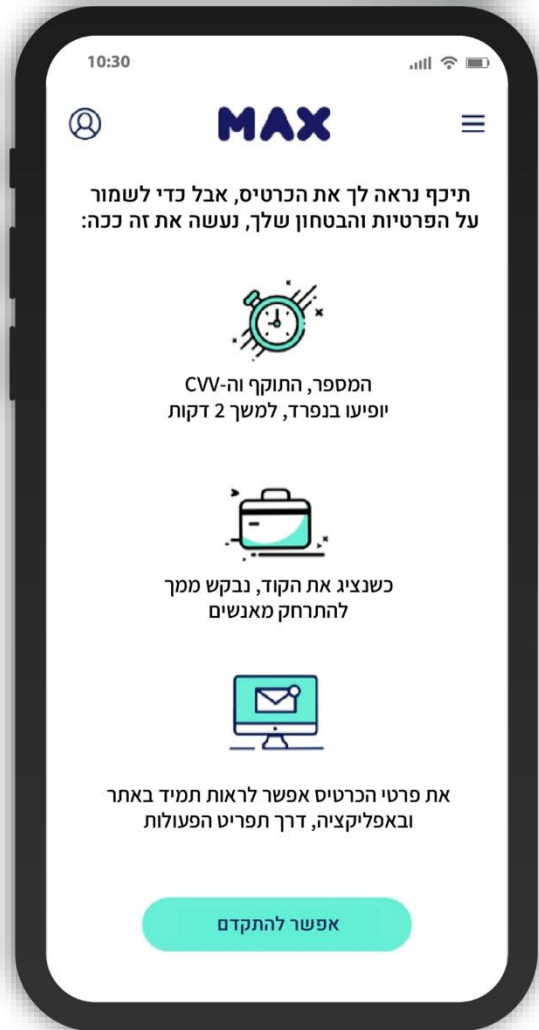 10:30
MAX
תיכף נראה לך את הכרטיס, אבל כדי לשמור
על הפרטיות והבטחון שלך, נעשה את זה ככה:
המספר, התוקף וה-CVV
יופיעו בנפרד, למשך 2 דקות
כשנציג את הקוד, נבקש ממך
להתרחק מאנשים
את פרטי הכרטיס אפשר לראות תמיד באתר
ובאפליקציה, דרך תפריט הפעולות
אפשר להתקדם